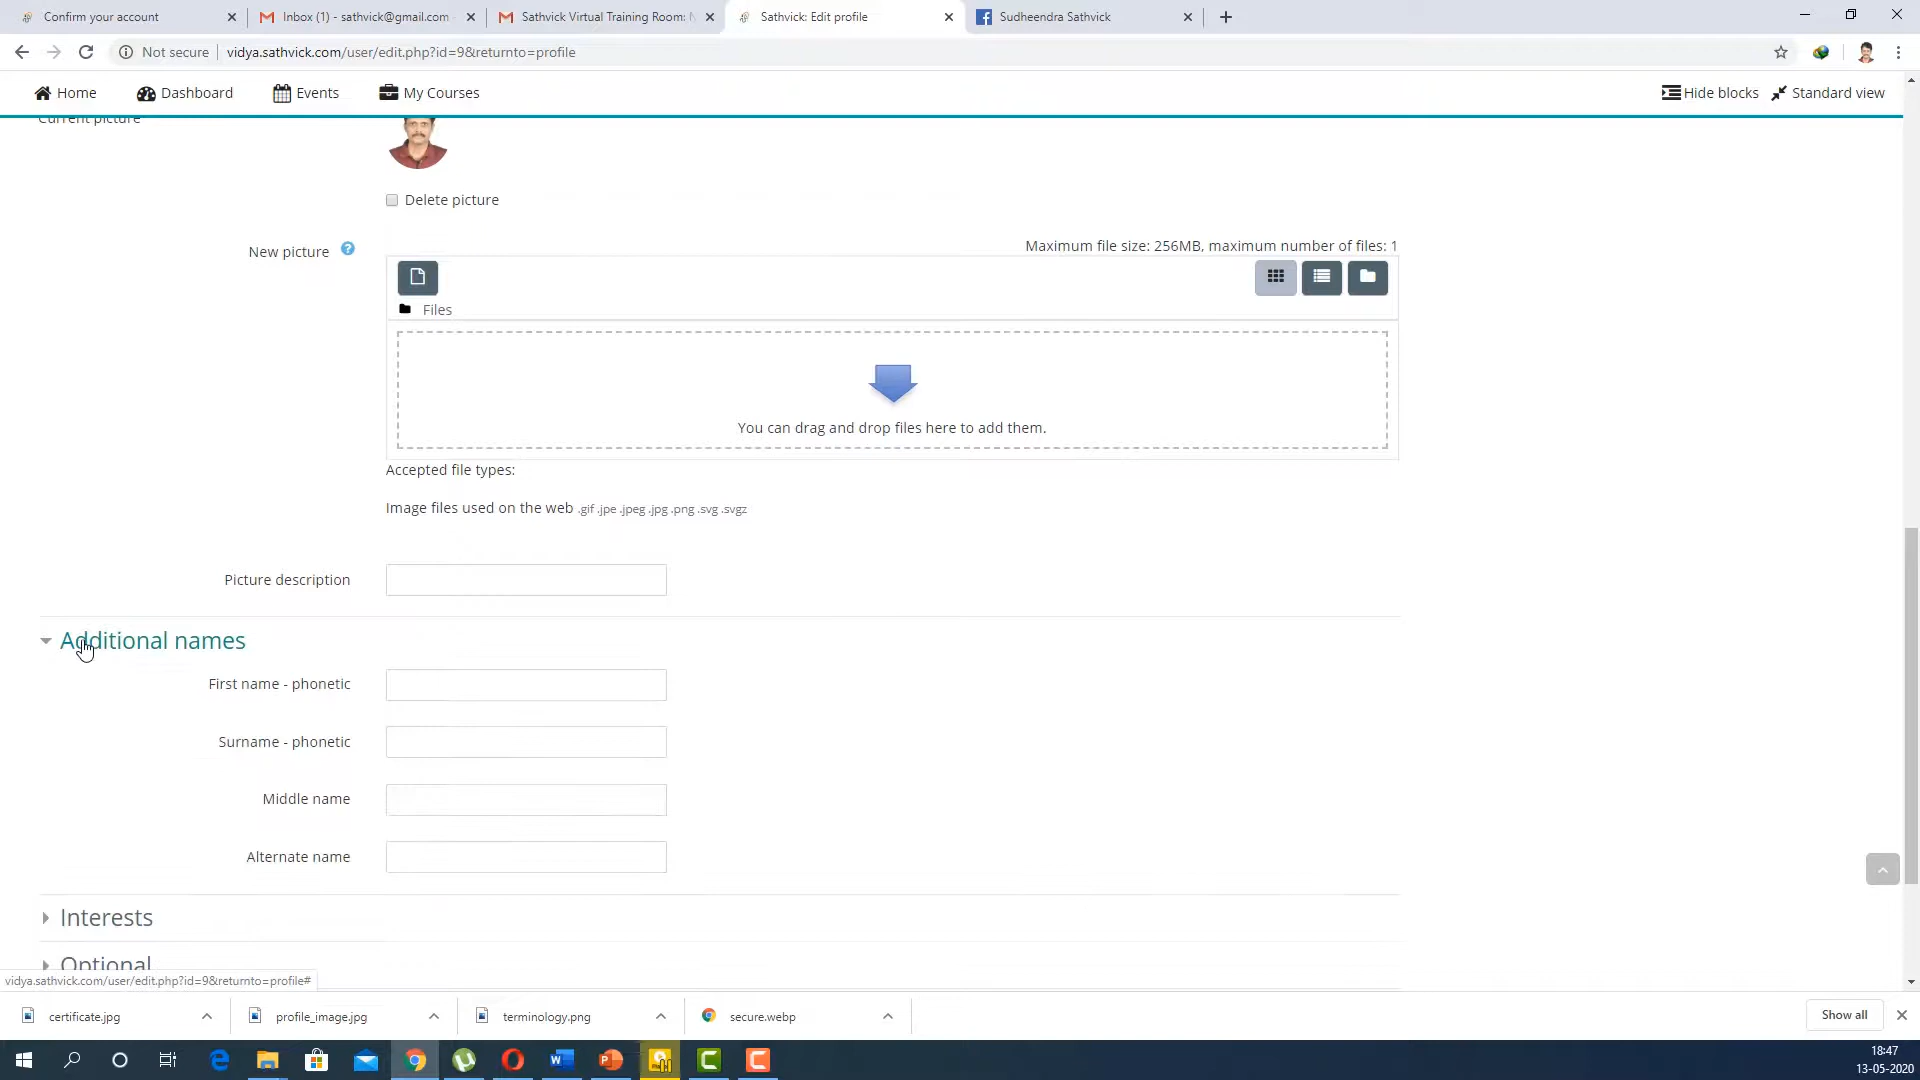 Confirm your account
Inbox (1) - sathvick@gmail.com
Sathvick Virtual Training Room:
Sathvick: Edit profile
Sudheendra Sathvick
Not secure
vidya.sathvick.com/user/edit.php?id=9&returnto=profile
Home
Dashboard
Events
My Courses
Hide blocks
Standard view
Current picture
Delete picture
New picture
Maximum file size: 256MB, maximum number of files: 1
Files
You can drag and drop files here to add them.
Accepted file types:
Image files used on the web .gif .jpe .jpeg .jpg .png .svg .svgz
Picture description
Additional names
First name - phonetic
Surname - phonetic
Middle name
Alternate name
Interests
Optional
vidya.sathvick.com/user/edit.php?id=9&returnto=profile#
certificate.jpg
profile_image.jpg
terminology.png
secure.webp
Show all
18:47
13-05-2020